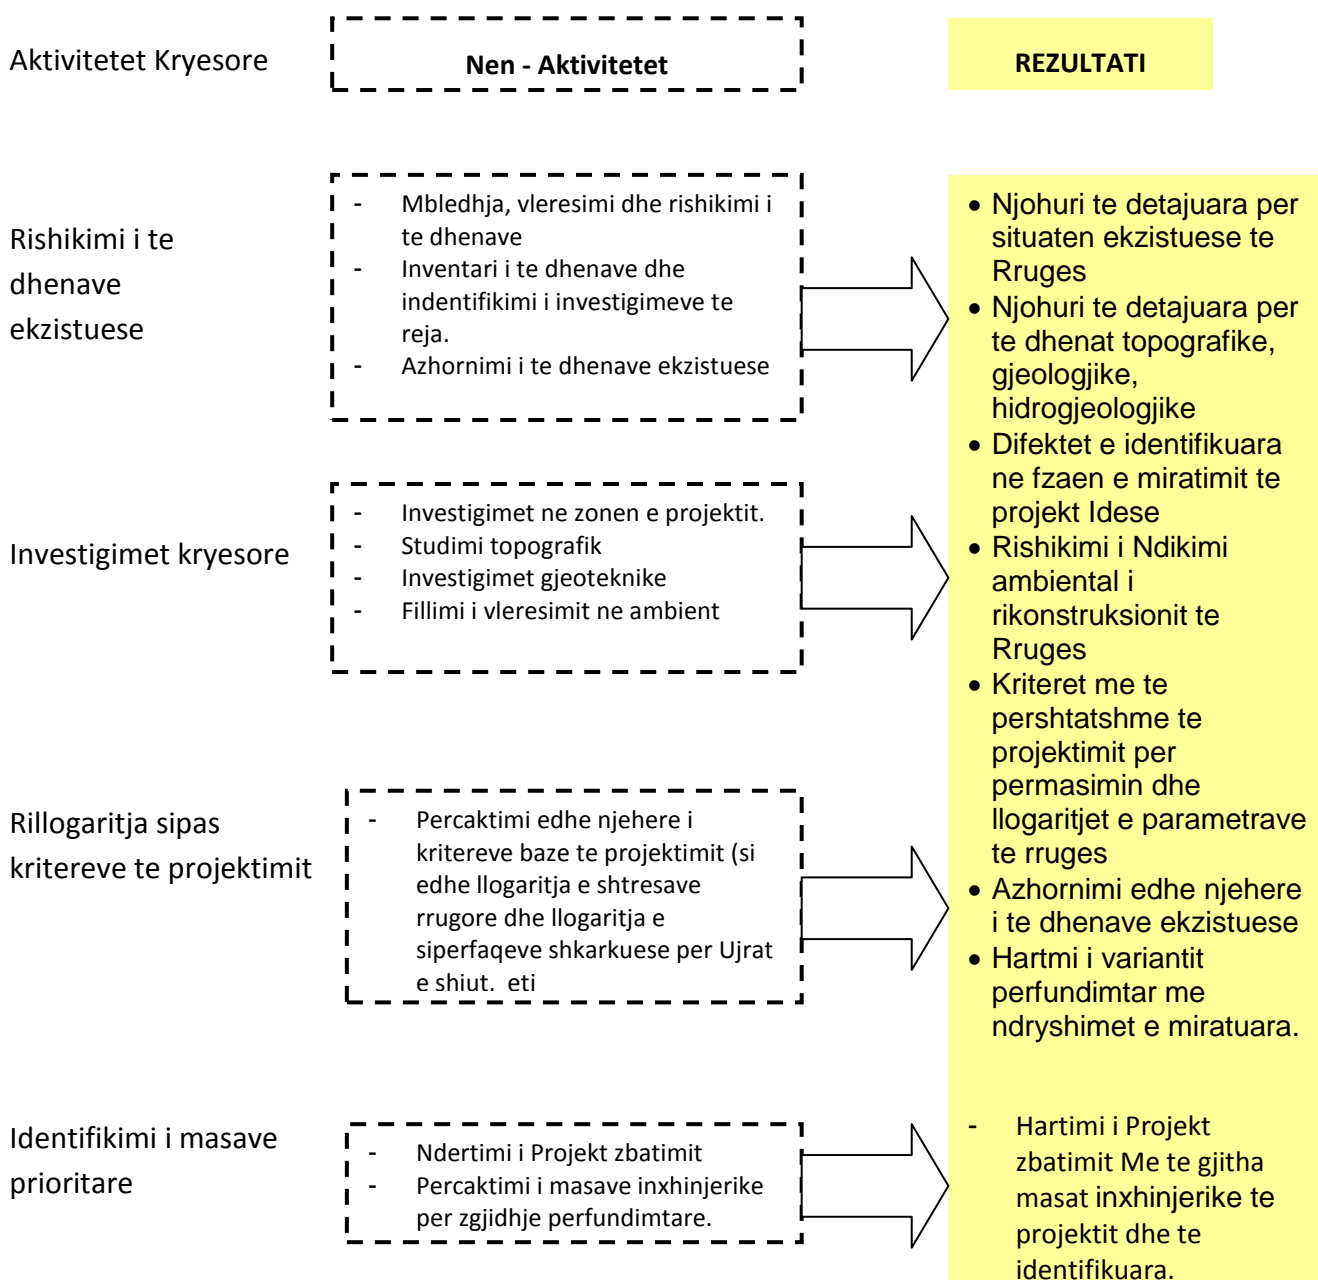 Aktivitetet Kryesore
Nen - Aktivitetet
REZULTATI
Rishikimi i te
dhenave
ekzistuese
- Mbledhja, vleresimi dhe rishikimi i
te dhenave
- Inventari i te dhenave dhe
indentifikimi i investigimeve te
reja.
- Azhornimi i te dhenave ekzistuese
Investigimet kryesore
- Investigimet ne zonen e projektit.
- Studimi topografik
- Investigimet gjeoteknike
- Fillimi i vleresimit ne ambient
Rillogaritja sipas
kritereve te projektimit
- Percaktimi edhe njehere i
kritereve baze te projektimit (si
edhe llogaritja e shtresave
rrugore dhe llogaritja e
siperfaqeve shkarkuese per Ujrat
e shiut. etj
Identifikimi i masave
prioritare
- Ndertimi i Projekt zbatimit
- Percaktimi i masave inxhinjerike
per zgjidhje perfundimtare.
• Njohuri te detajuara per
situaten ekzistuese te
Rruges
• Njohuri te detajuara per
te dhenat topografike,
gjeologjike,
hidrogjeologjike
• Difektet e identifikuara
ne fzaen e miratimit te
projekt Idese
• Rishikimi i Ndikimi
ambiental i
rikonstruksionit te
Rruges
• Kriteret me te
pershtatshme te
projektimit per
permasimin dhe
llogaritjet e parametrave
te rruges
• Azhornimi edhe njehere
i te dhenave ekzistuese
• Hartmi i variantit
perfundimtar me
ndryshimet e miratuara.
- Hartimi i Projekt
zbatimit Me te gjitha
masat inxhinjerike te
projektit dhe te
identifikuara.